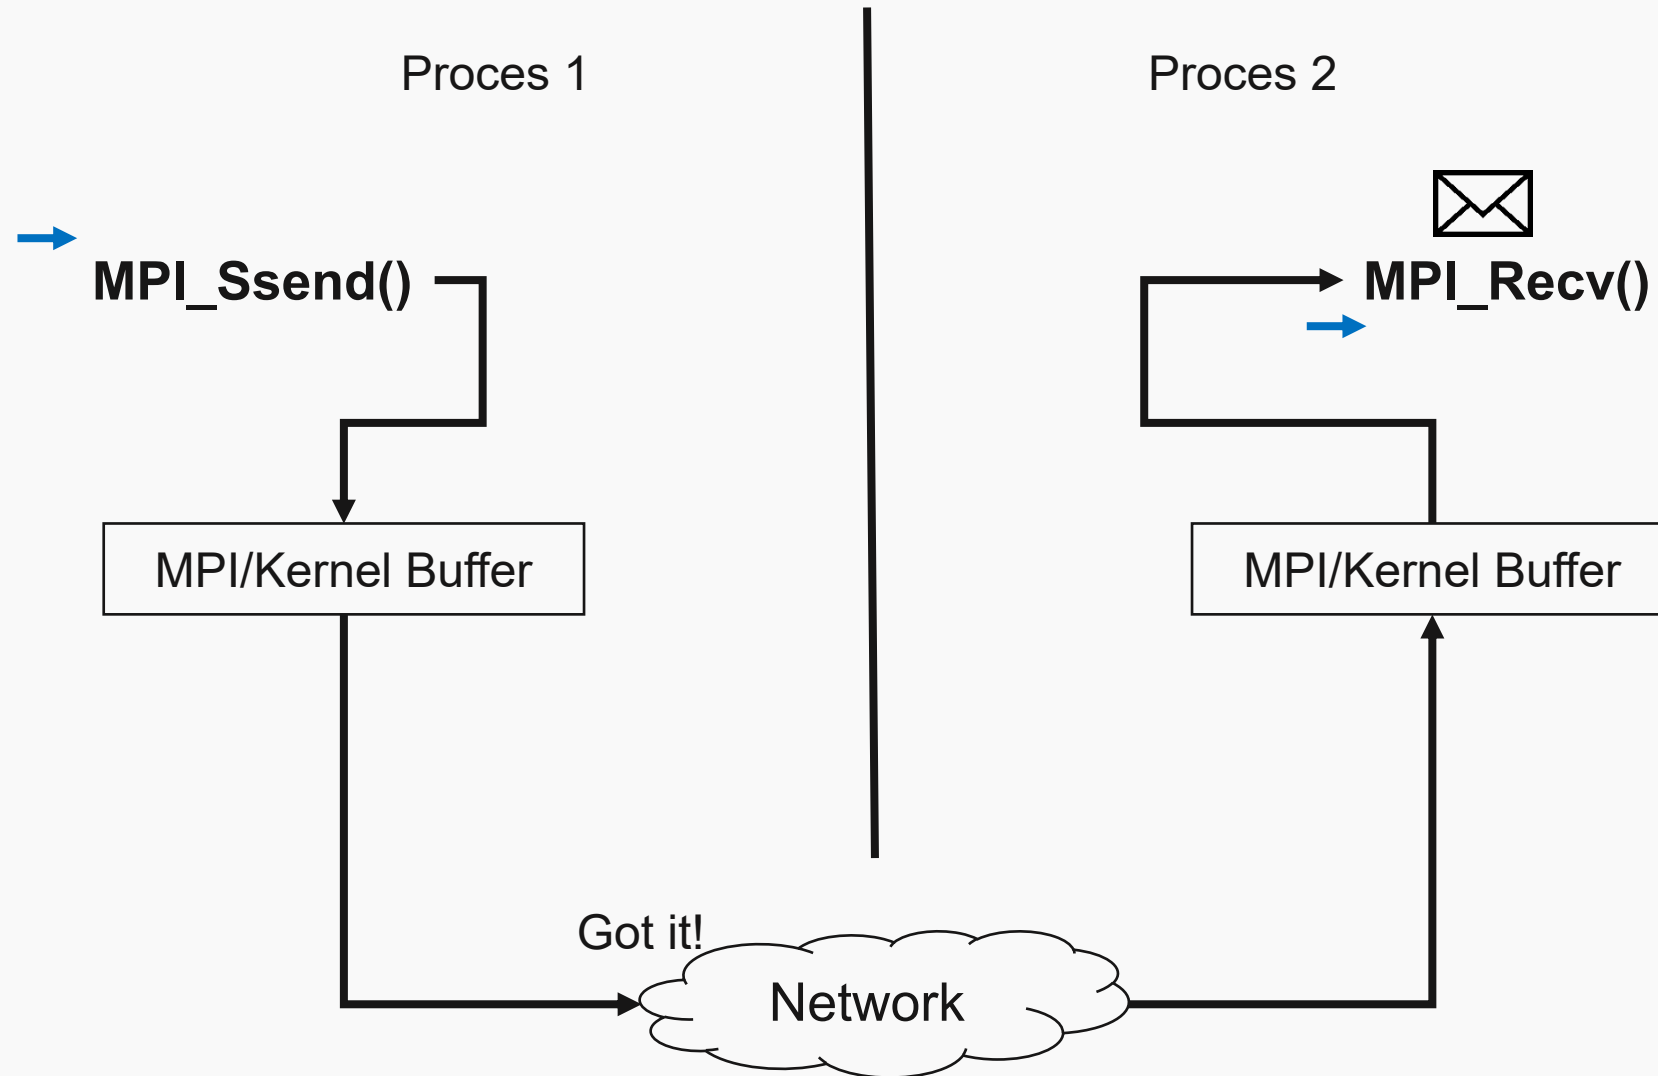 Proces 1
Proces 2
MPI_Ssend()
MPI_Recv()
MPI/Kernel Buffer
MPI/Kernel Buffer
Got it!
Network